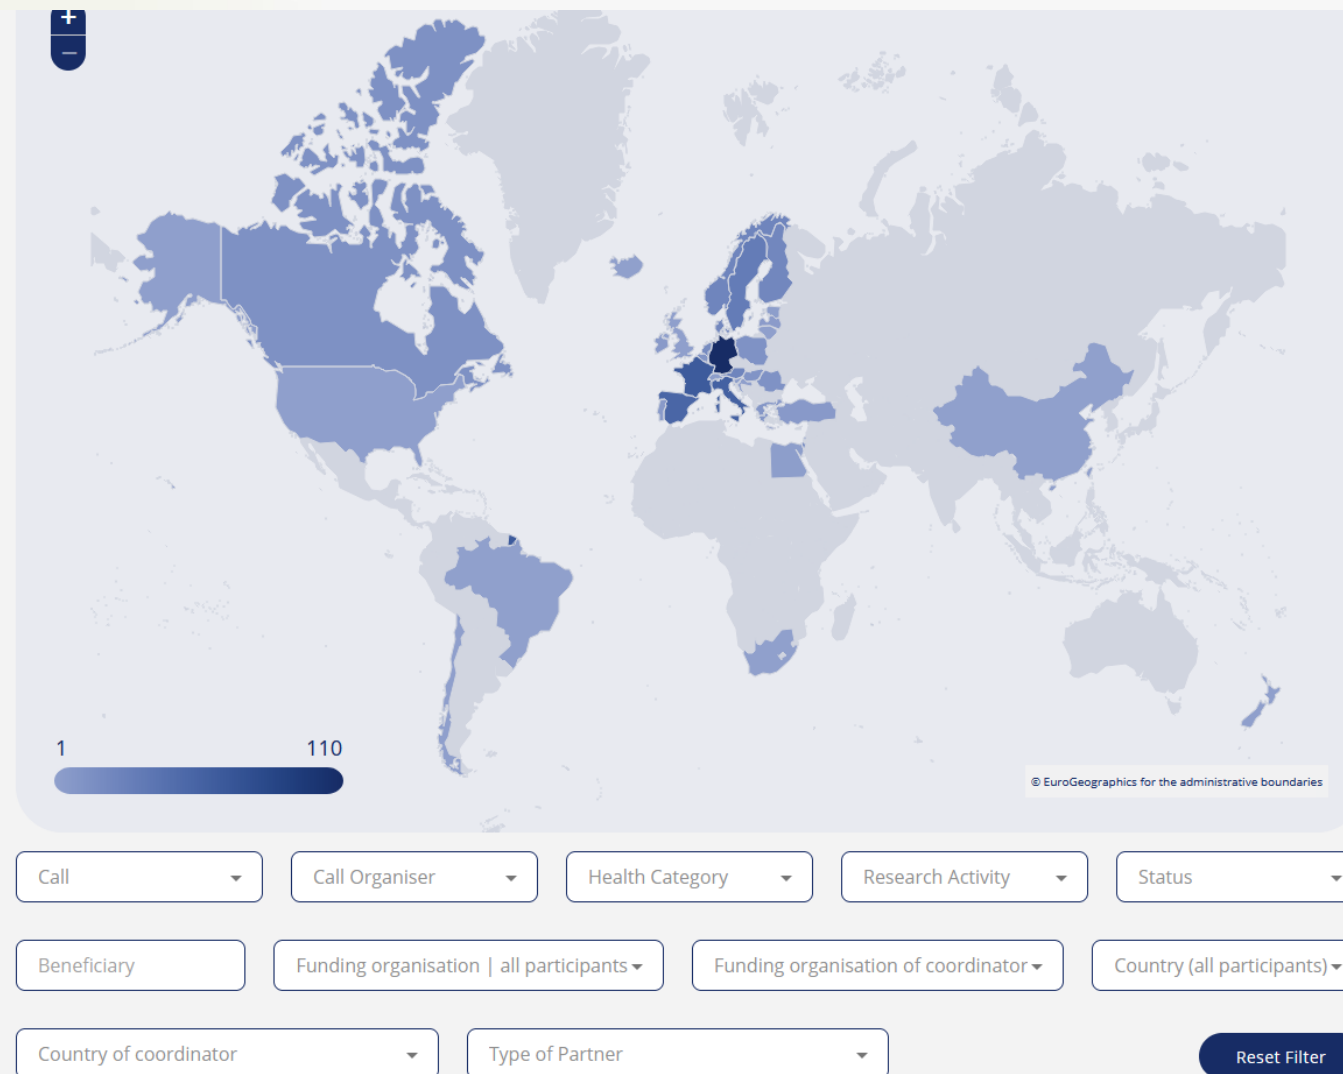 +
−
1 110
© EuroGeographics for the administrative boundaries
Call Call Organiser Health Category Research Activity Status
Beneficiary Funding organisation | all participants Funding organisation of coordinator Country (all participants)
Country of coordinator Type of Partner Reset Filter